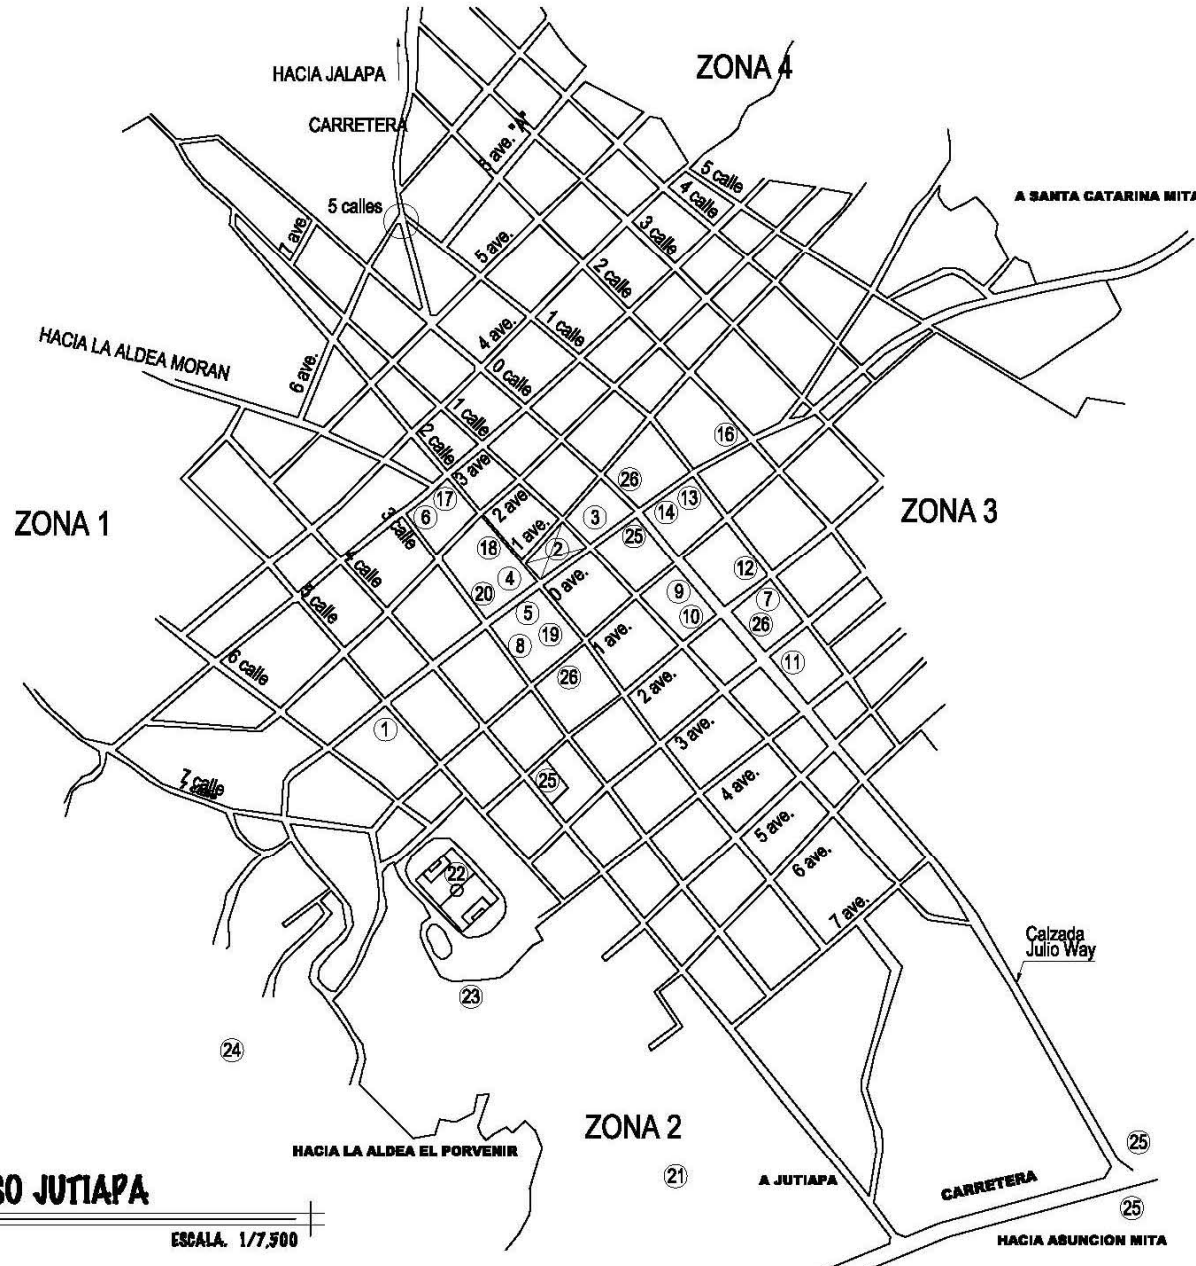 HACIA JALAPA
ZONA 4
CARRETERA
3 ave. "A"
5 calle
4 calle
A SANTA CATARINA MITA
5 calles
7 ave.
5 ave.
3 calle
2 calle
4 ave.
1 calle
HACIA LA ALDEA MORAN
6 ave.
0 calle
1 calle
2 calle
3 ave
16
26
17
13
ZONA 1
6
2 ave.
3
14
ZONA 3
3 calle
1 ave.
25
18
2
4 calle
12
4
0 ave.
20
9
7
5 calle
5
10
26
19
1 ave.
8
11
6 calle
26
2 ave.
1
3 ave.
7 calle
25
4 ave.
5 ave.
6 ave.
22
7 ave.
Calzada
Julio Way
23
24
ZONA 2
25
HACIA LA ALDEA EL PORVENIR
21
A JUTIAPA
CARRETERA
SO JUTIAPA
25
ESCALA. 1/7,500
HACIA ASUNCION MITA